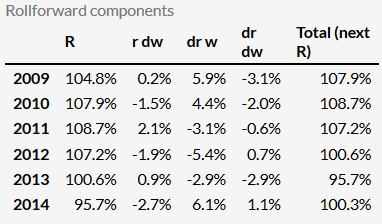 Rollforward components
R r dw dr w dr dw Total (next R)
2009 104.8% 0.2% 5.9% -3.1% 107.9%
2010 107.9% -1.5% 4.4% -2.0% 108.7%
2011 108.7% 2.1% -3.1% -0.6% 107.2%
2012 107.2% -1.9% -5.4% 0.7% 100.6%
2013 100.6% 0.9% -2.9% -2.9% 95.7%
2014 95.7% -2.7% 6.1% 1.1% 100.3%